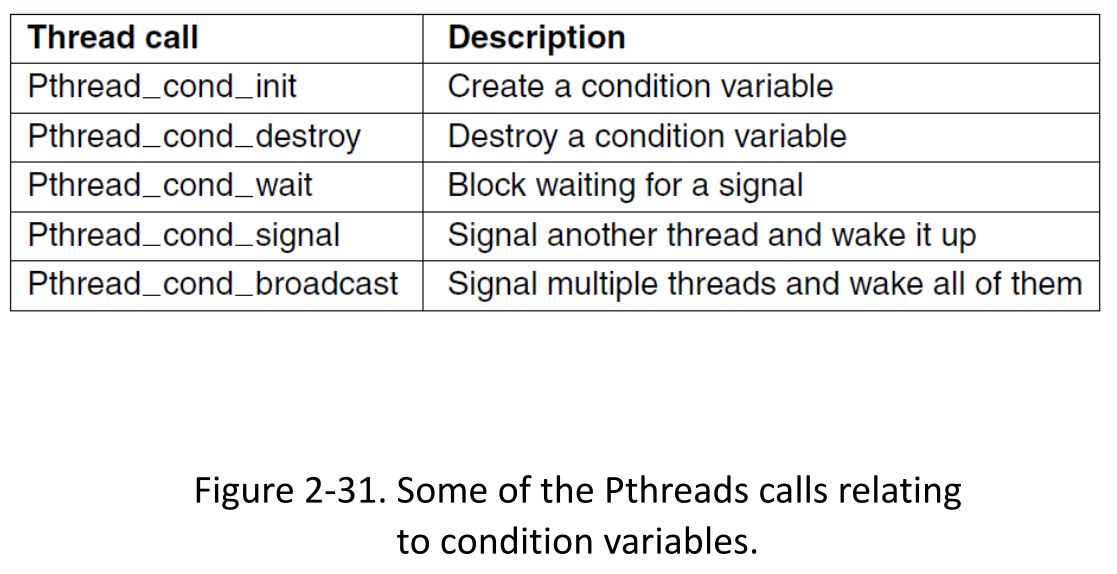 Thread call Description
Pthread_cond_init Create a condition variable
Pthread_cond_destroy Destroy a condition variable
Pthread_cond_wait Block waiting for a signal
Pthread_cond_signal Signal another thread and wake it up
Pthread_cond_broadcast Signal multiple threads and wake all of them
Figure 2-31. Some of the Pthreads calls relating
to condition variables.